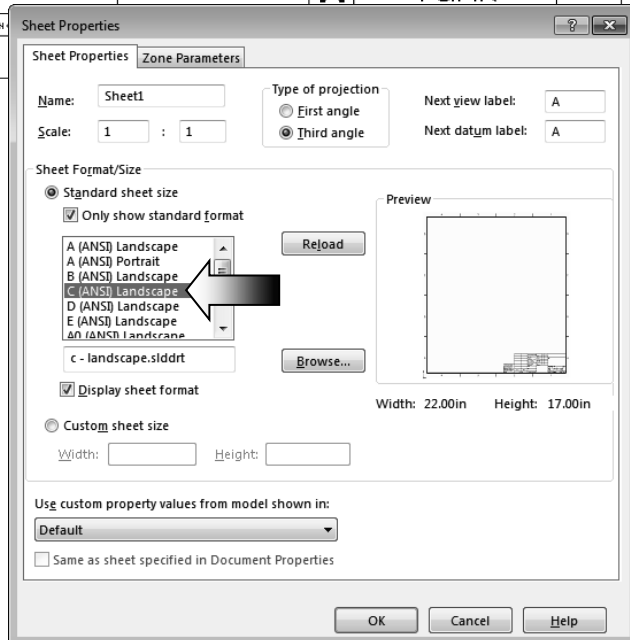 Sheet Properties
Sheet Properties Zone Parameters
Name: Sheet1
Scale: 1 : 1
Type of projection
First angle
Third angle
Next view label: A
Next datum label: A
Sheet Format/Size
Standard sheet size
Only show standard format
A (ANSI) Landscape
A (ANSI) Portrait
B (ANSI) Landscape
C (ANSI) Landscape
D (ANSI) Landscape
E (ANSI) Landscape
A0 (ANSI) Landscape
Reload
c - landscape.slddrt
Browse...
Display sheet format
Custom sheet size
Width: Height:
Preview
Width: 22.00in Height: 17.00in
Use custom property values from model shown in:
Default
Same as sheet specified in Document Properties
OK Cancel Help